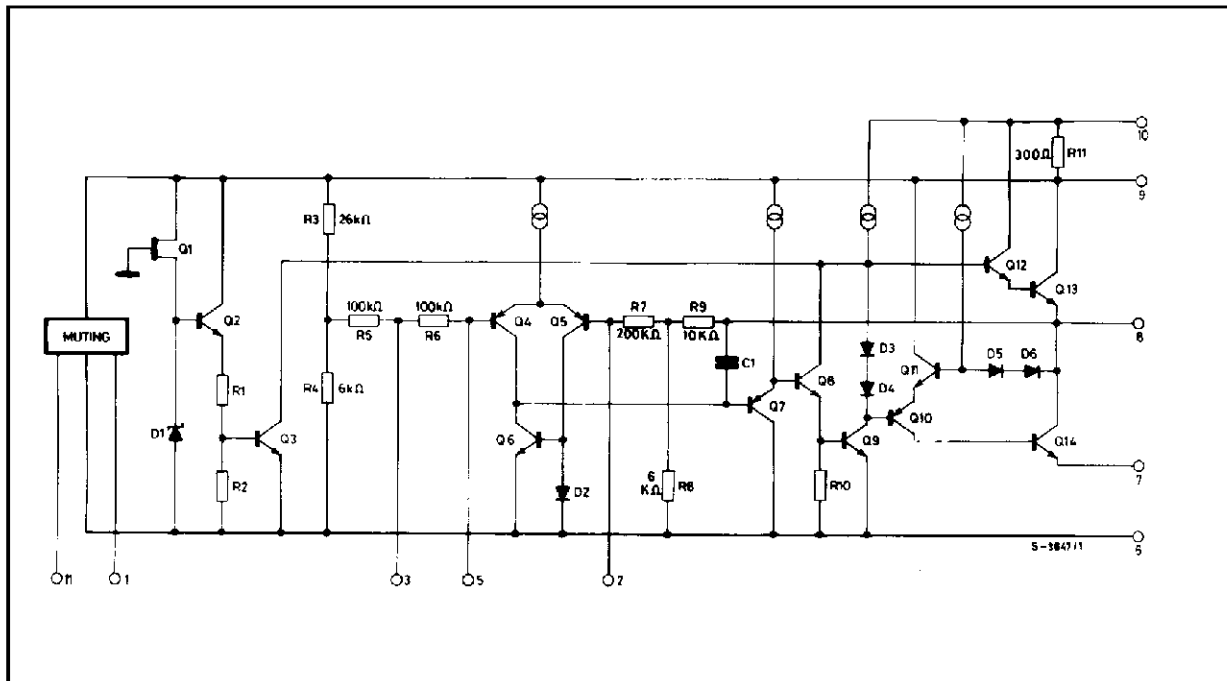 10
300Ω R11
9
R3 26kΩ
Q1
Q12
Q13
100kΩ 100kΩ
R7 R9
Q2
Q4 Q5
8
MUTING
R5 R6
200KΩ 10KΩ
D3
D5 D6
C1
Q11
R1
R4 6kΩ
Q8
D4
Q7
Q10
D1
Q3
Q6
Q9
Q14
R2
6
KΩ R8
7
D2
R10
S-3847/1
6
11 1 3 5 2